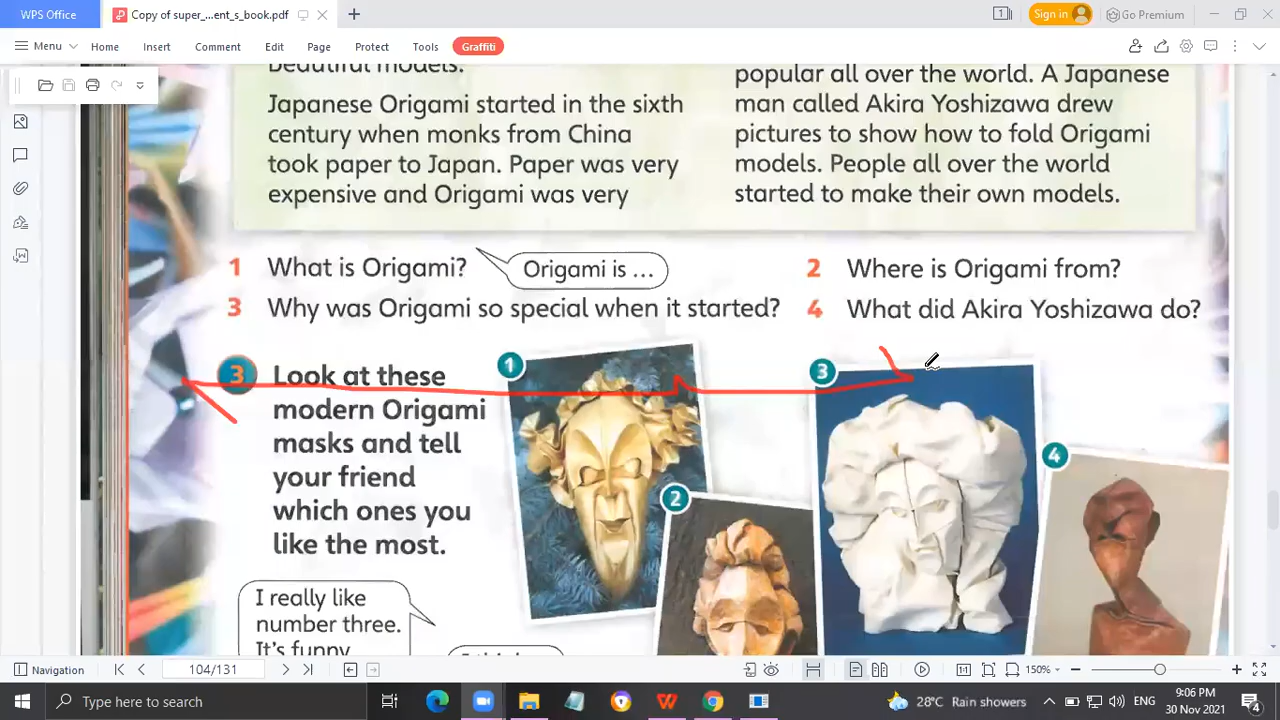 WPS Office
Copy of super_...ent_s_book.pdf
1
Sign in
Go Premium
Menu
Home
Insert
Comment
Edit
Page
Protect
Tools
Graffiti
beautiful models.
Japanese Origami started in the sixth
century when monks from China
took paper to Japan. Paper was very
expensive and Origami was very
popular all over the world. A Japanese
man called Akira Yoshizawa drew
pictures to show how to fold Origami
models. People all over the world
started to make their own models.
1 What is Origami?
Origami is ...
2 Where is Origami from?
3 Why was Origami so special when it started?
4 What did Akira Yoshizawa do?
3 Look at these
modern Origami
masks and tell
your friend
which ones you
like the most.
1
2
3
4
I really like
number three.
It's funny
Navigation
104/131
1:1
150%
Type here to search
28°C Rain showers
ENG
9:06 PM
30 Nov 2021
4